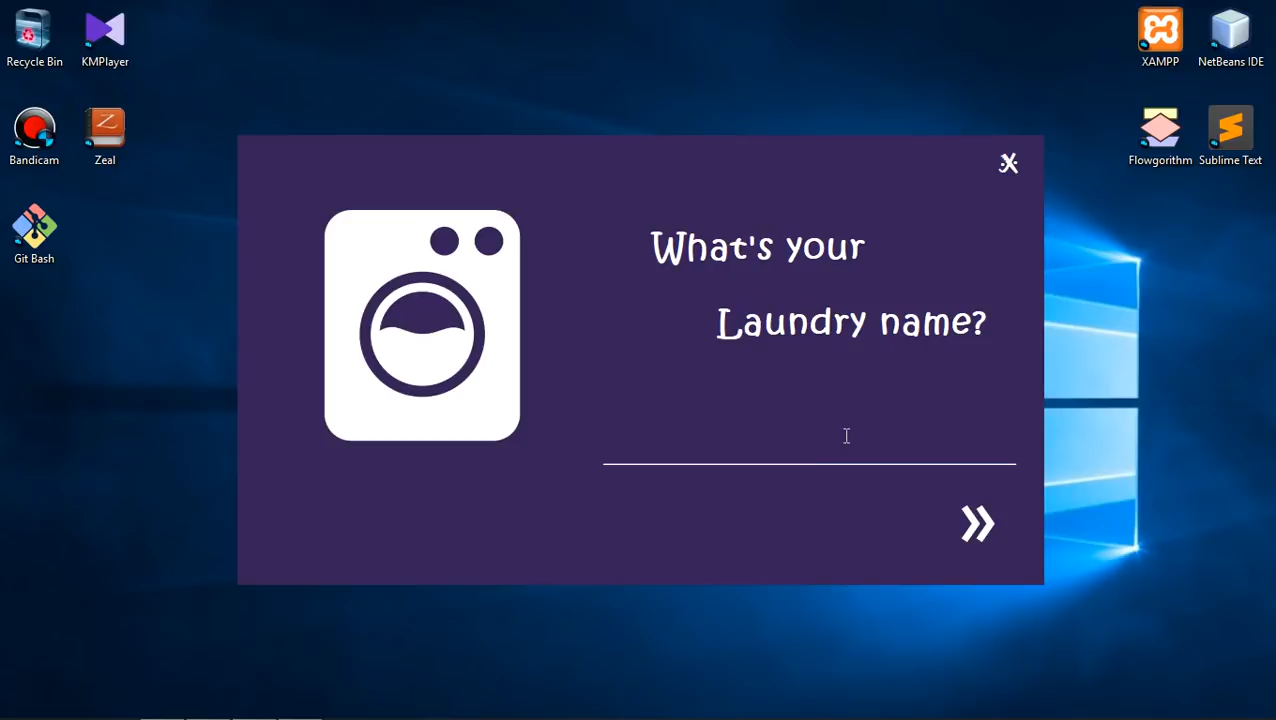 Recycle Bin
KMPlayer
XAMPP
NetBeans IDE
Bandicam
Zeal
Flowgorithm
Sublime Text
Git Bash
X
What's your
Laundry name?